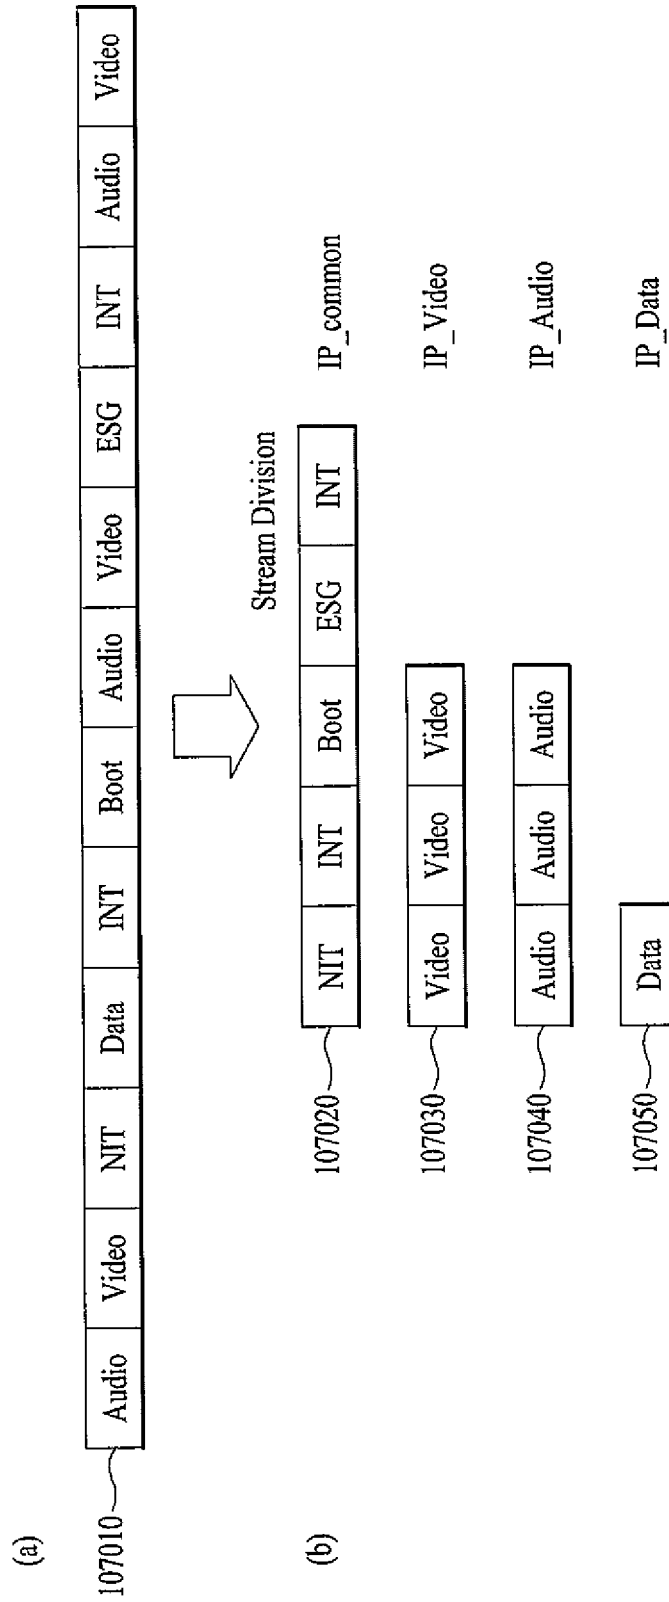 (a)
107010
Audio Video NIT Data INT Boot Audio Video ESG INT Audio Video
Stream Division
(b)
107020 NIT INT Boot ESG INT IP_common
107030 Video Video Video IP_Video
107040 Audio Audio Audio IP_Audio
107050 Data IP_Data